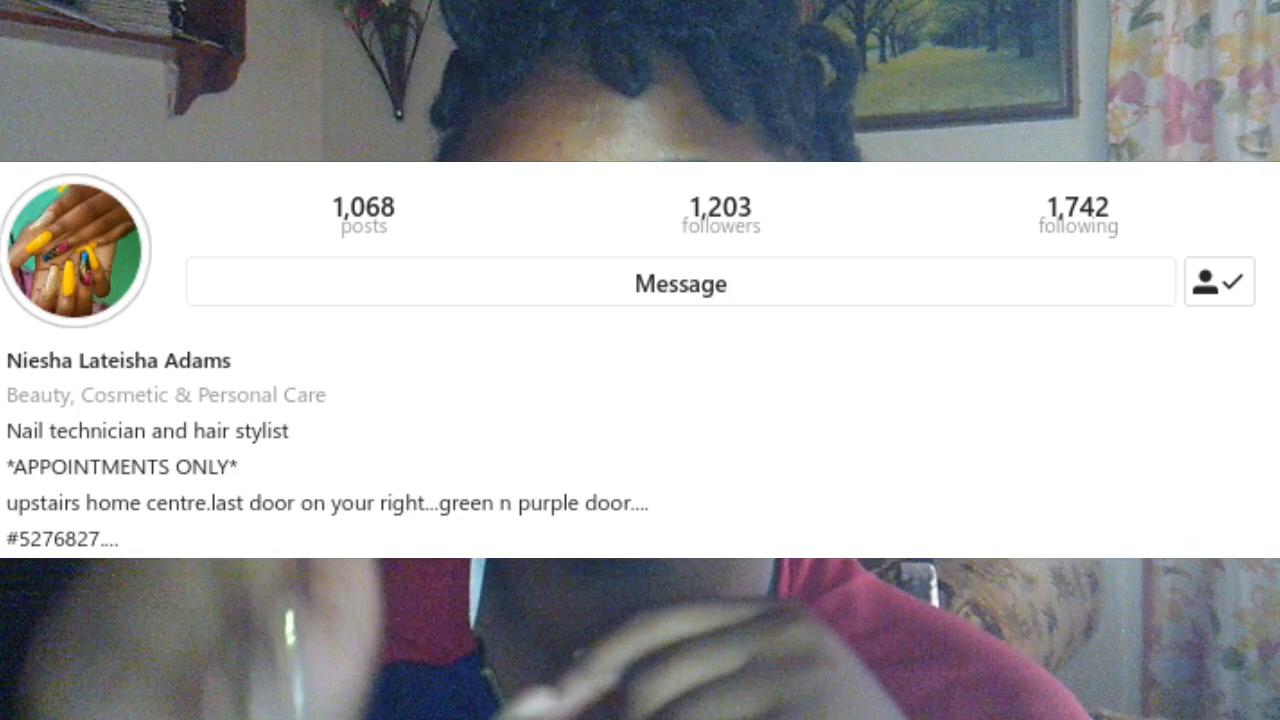 1,068
posts
1,203
followers
1,742
following
Message
Niesha Lateisha Adams
Beauty, Cosmetic & Personal Care
Nail technician and hair stylist
*APPOINTMENTS ONLY*
upstairs home centre.last door on your right...green n purple door....
#5276827....